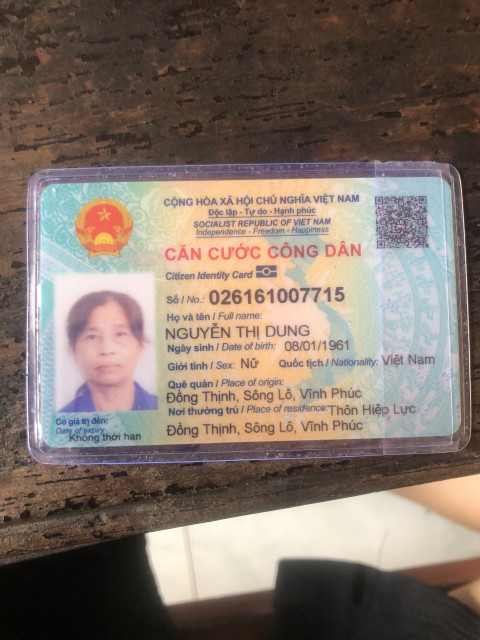 CỘNG HÒA XÃ HỘI CHỦ NGHĨA VIỆT NAM
Độc lập - Tự do - Hạnh phúc
SOCIALIST REPUBLIC OF VIET NAM
Independence - Freedom - Happiness
CĂN CƯỚC CÔNG DÂN
Citizen Identity Card
Số / No.: 026161007715
Họ và tên / Full name:
NGUYỄN THỊ DUNG
Ngày sinh / Date of birth: 08/01/1961
Giới tính / Sex: Nữ Quốc tịch / Nationality: Việt Nam
Quê quán / Place of origin:
Đồng Thịnh, Sông Lô, Vĩnh Phúc
Nơi thường trú / Place of residence: Thôn Hiệp Lực
Đồng Thịnh, Sông Lô, Vĩnh Phúc
Có giá trị đến:
Date of expiry
Không thời hạn